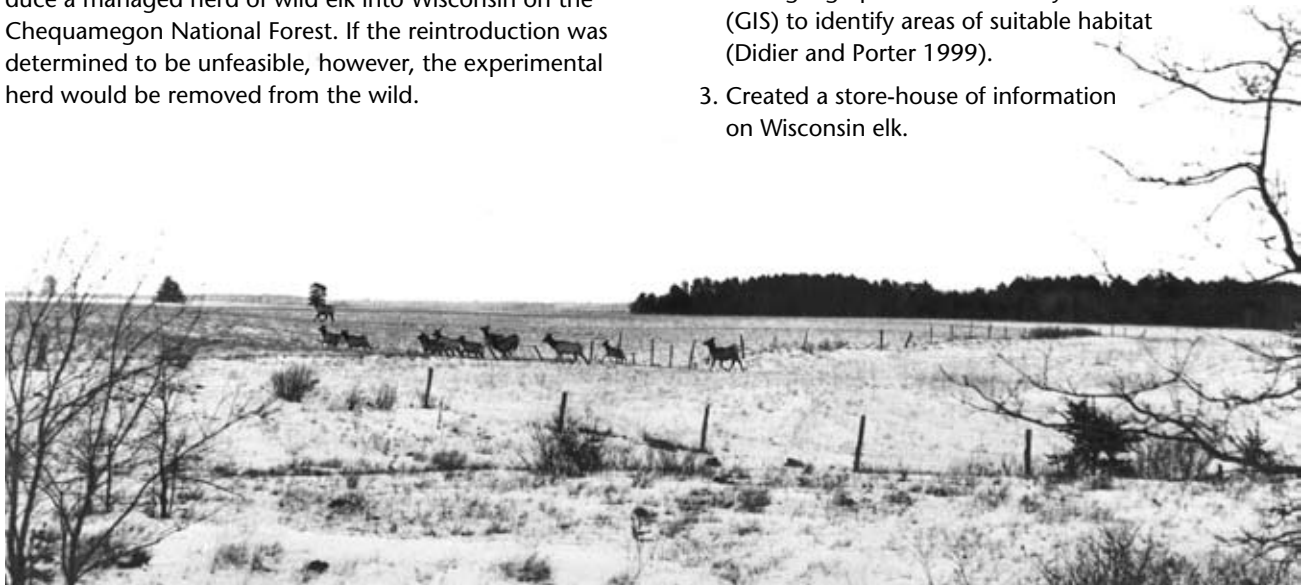 duce a managed herd of wild elk into Wisconsin on the
Chequamegon National Forest. If the reintroduction was
determined to be unfeasible, however, the experimental
herd would be removed from the wild.
(GIS) to identify areas of suitable habitat
(Didier and Porter 1999).
3. Created a store-house of information
on Wisconsin elk.